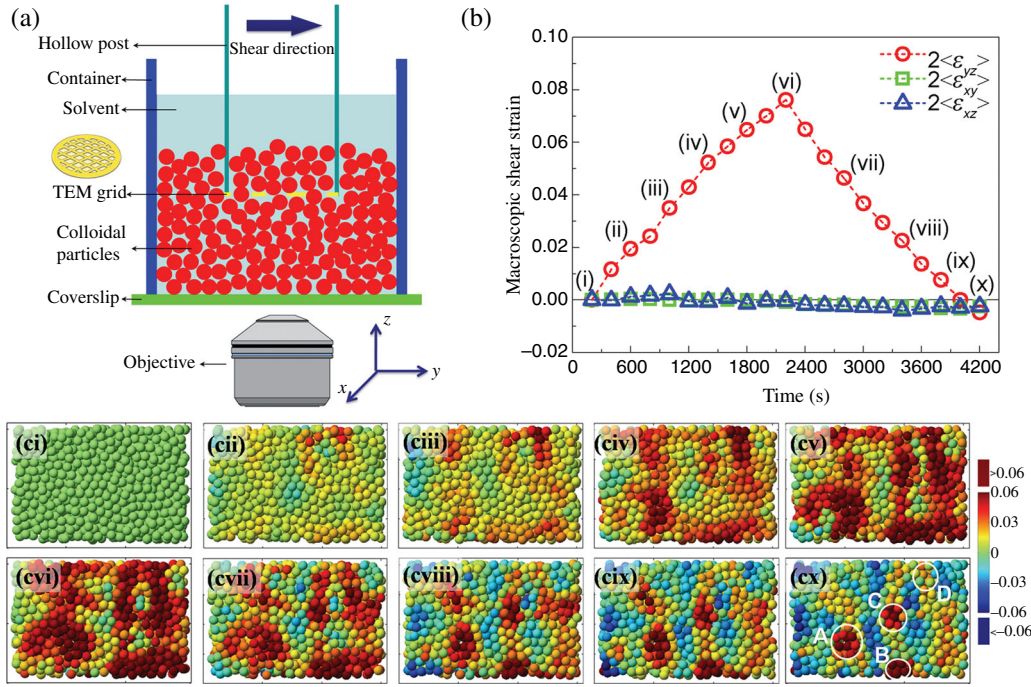 (a)
Hollow post
Container
Solvent
TEM grid
Colloidal
particles
Coverslip
Objective
Shear direction
z
y
x
(b)
Macroscopic shear strain
0.10
0.08
0.06
0.04
0.02
0.00
−0.02
0 600 1200 1800 2400 3000 3600 4200
Time (s)
2<εyz>
2<εxy>
2<εxz>
(i)
(ii)
(iii)
(iv)
(v)
(vi)
(vii)
(viii)
(ix)
(x)
(ci) (cii) (ciii) (civ) (cv)
(cvi) (cvii) (cviii) (cix) (cx)
A
B
C
D
>0.06
0.06
0.03
0
−0.03
−0.06
<−0.06